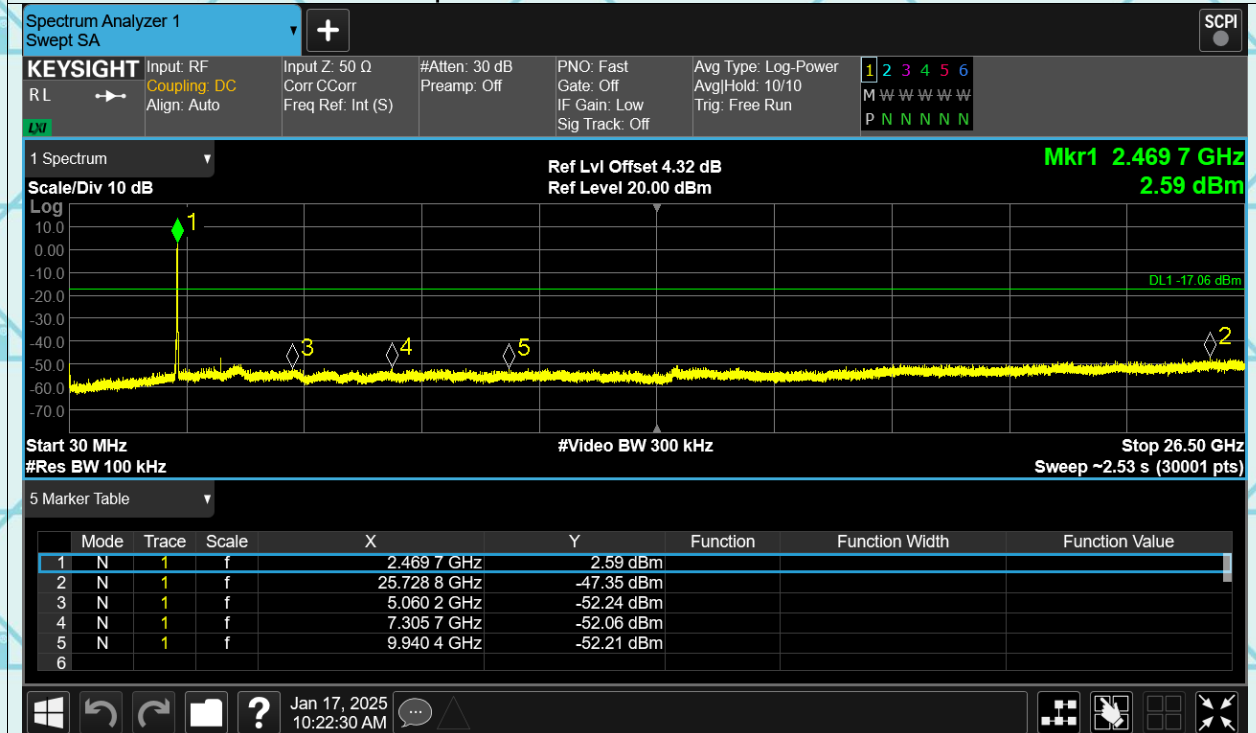 Spectrum Analyzer 1
Swept SA
+
SCPI
KEYSIGHT
R L
LXI
Input: RF
Coupling: DC
Align: Auto
Input Z: 50 Ω
Corr CCorr
Freq Ref: Int (S)
#Atten: 30 dB
Preamp: Off
PNO: Fast
Gate: Off
IF Gain: Low
Sig Track: Off
Avg Type: Log-Power
Avg|Hold: 10/10
Trig: Free Run
1 2 3 4 5 6
M W W W W W
P N N N N N
1 Spectrum
Scale/Div 10 dB
Ref Lvl Offset 4.32 dB
Ref Level 20.00 dBm
Mkr1 2.469 7 GHz
2.59 dBm
Log
10.0
0.00
-10.0
-20.0
-30.0
-40.0
-50.0
-60.0
-70.0
1
3
4
5
2
DL1 -17.06 dBm
Start 30 MHz
#Res BW 100 kHz
#Video BW 300 kHz
Stop 26.50 GHz
Sweep ~2.53 s (30001 pts)
5 Marker Table
Mode Trace Scale X Y Function Function Width Function Value
1 N 1 f 2.469 7 GHz 2.59 dBm
2 N 1 f 25.728 8 GHz -47.35 dBm
3 N 1 f 5.060 2 GHz -52.24 dBm
4 N 1 f 7.305 7 GHz -52.06 dBm
5 N 1 f 9.940 4 GHz -52.21 dBm
6
?
Jan 17, 2025
10:22:30 AM